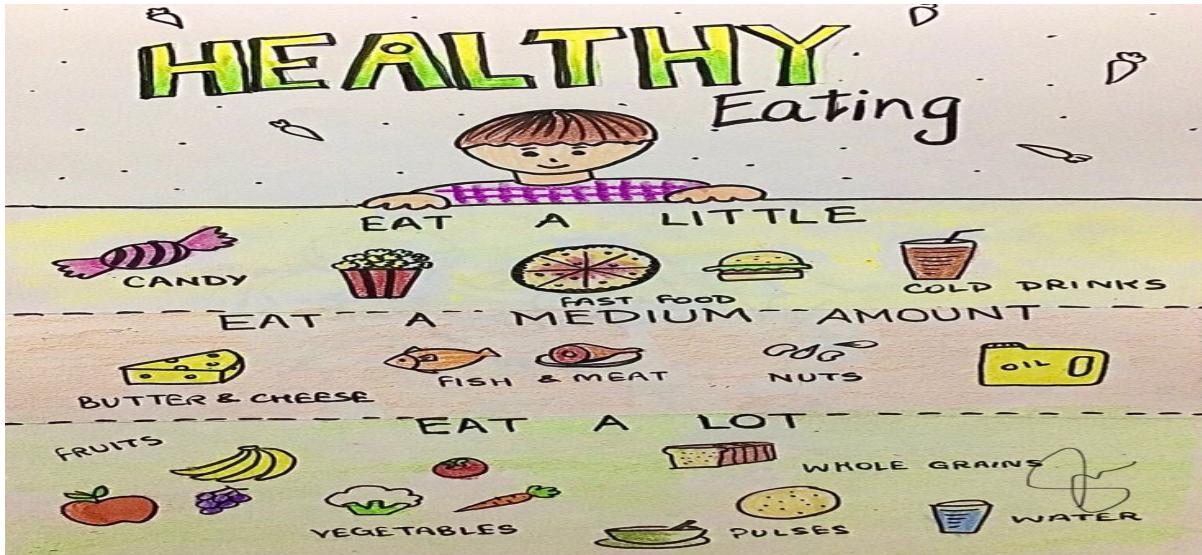 HEALTHY
Eating
EAT A LITTLE
CANDY
FAST FOOD
COLD DRINKS
EAT A MEDIUM AMOUNT
BUTTER & CHEESE
FISH & MEAT
NUTS
OIL
EAT A LOT
FRUITS
WHOLE GRAINS
VEGETABLES
PULSES
WATER